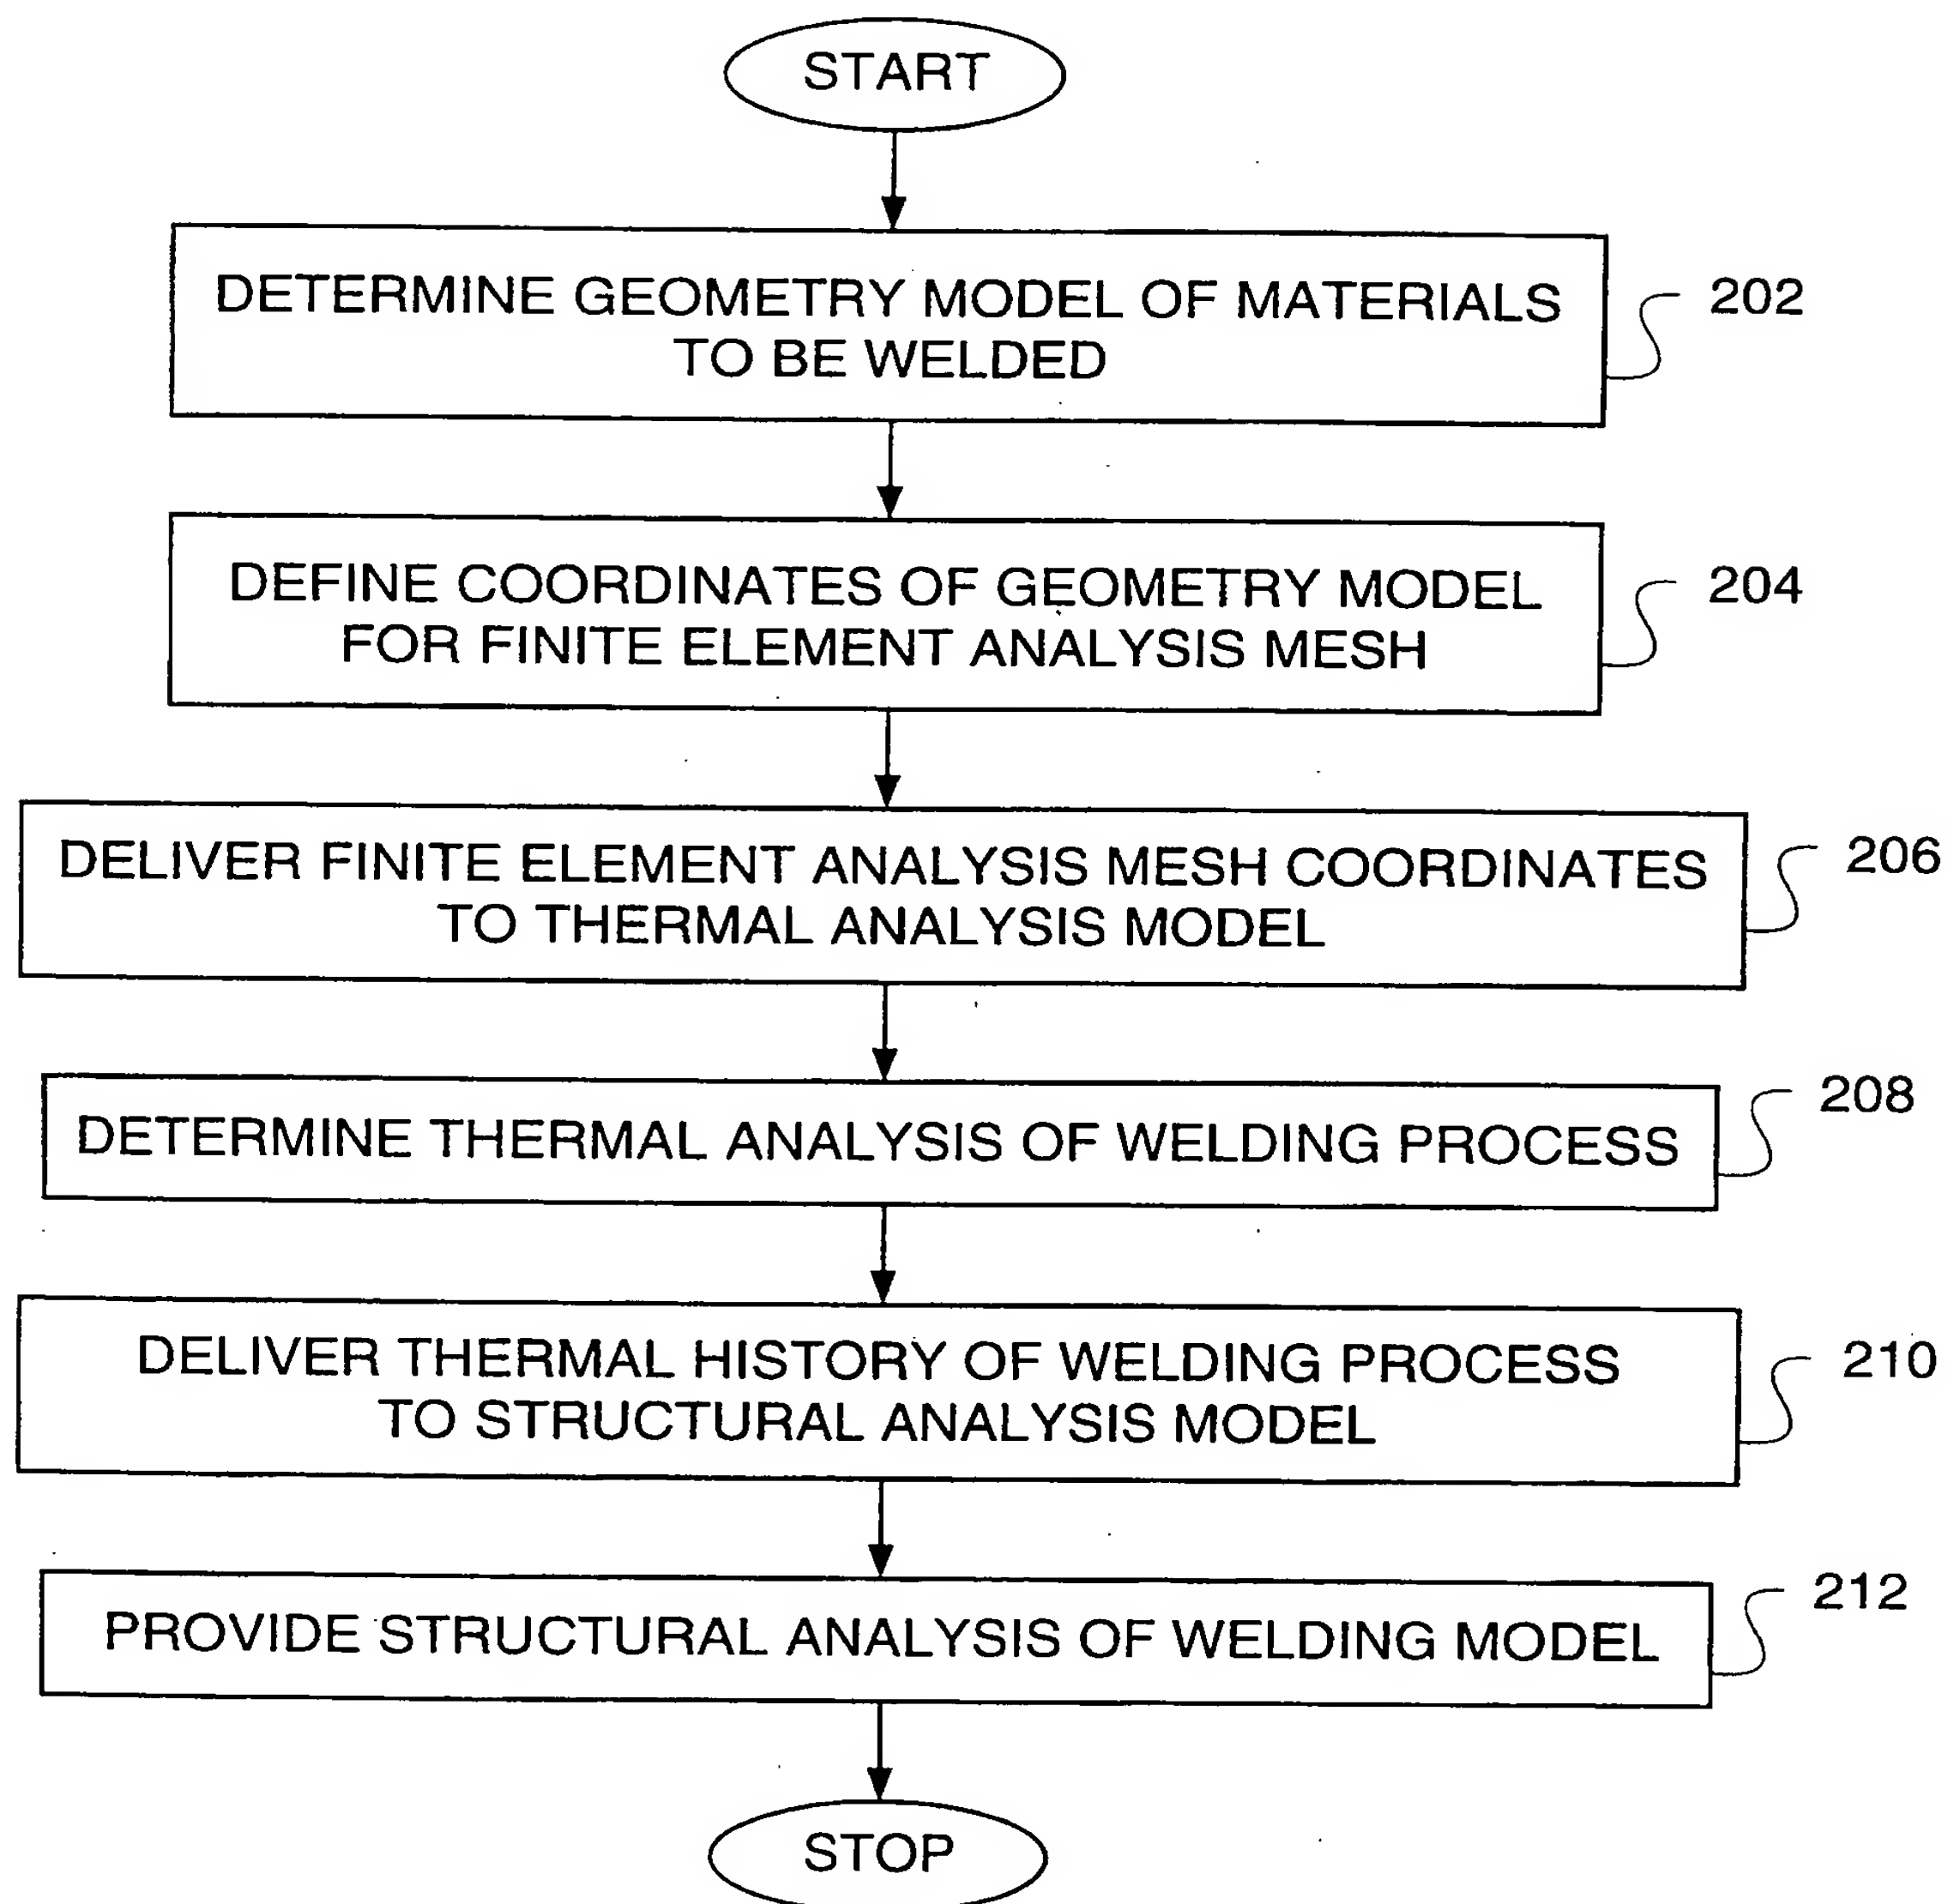 START
DETERMINE GEOMETRY MODEL OF MATERIALS
TO BE WELDED
202
DEFINE COORDINATES OF GEOMETRY MODEL
FOR FINITE ELEMENT ANALYSIS MESH
204
DELIVER FINITE ELEMENT ANALYSIS MESH COORDINATES
TO THERMAL ANALYSIS MODEL
206
DETERMINE THERMAL ANALYSIS OF WELDING PROCESS
208
DELIVER THERMAL HISTORY OF WELDING PROCESS
TO STRUCTURAL ANALYSIS MODEL
210
PROVIDE STRUCTURAL ANALYSIS OF WELDING MODEL
212
STOP